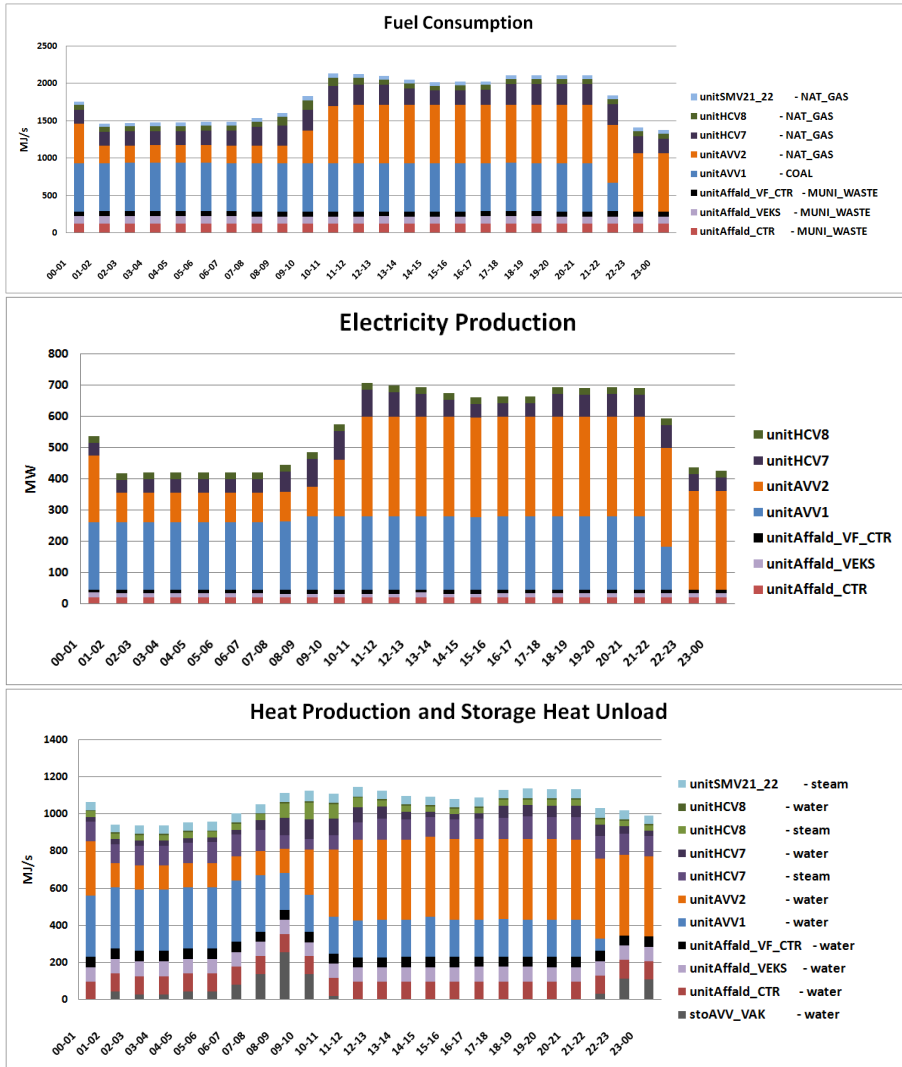 Fuel Consumption
2500
2000
1500
1000
500
0
MJ/s
00-01
01-02
02-03
03-04
04-05
05-06
06-07
07-08
08-09
09-10
10-11
11-12
12-13
13-14
14-15
15-16
16-17
17-18
18-19
19-20
20-21
21-22
22-23
23-00
unitSMV21_22 - NAT_GAS
unitHCV8 - NAT_GAS
unitHCV7 - NAT_GAS
unitAVV2 - NAT_GAS
unitAVV1 - COAL
unitAffald_VF_CTR - MUNI_WASTE
unitAffald_VEKS - MUNI_WASTE
unitAffald_CTR - MUNI_WASTE
Electricity Production
800
700
600
500
400
300
200
100
0
MW
00-01
01-02
02-03
03-04
04-05
05-06
06-07
07-08
08-09
09-10
10-11
11-12
12-13
13-14
14-15
15-16
16-17
17-18
18-19
19-20
20-21
21-22
22-23
23-00
unitHCV8
unitHCV7
unitAVV2
unitAVV1
unitAffald_VF_CTR
unitAffald_VEKS
unitAffald_CTR
Heat Production and Storage Heat Unload
1400
1200
1000
800
600
400
200
0
MJ/s
00-01
01-02
02-03
03-04
04-05
05-06
06-07
07-08
08-09
09-10
10-11
11-12
12-13
13-14
14-15
15-16
16-17
17-18
18-19
19-20
20-21
21-22
22-23
23-00
unitSMV21_22 - steam
unitHCV8 - water
unitHCV8 - steam
unitHCV7 - water
unitHCV7 - steam
unitAVV2 - water
unitAVV1 - water
unitAffald_VF_CTR - water
unitAffald_VEKS - water
unitAffald_CTR - water
stoAVV_VAK - water